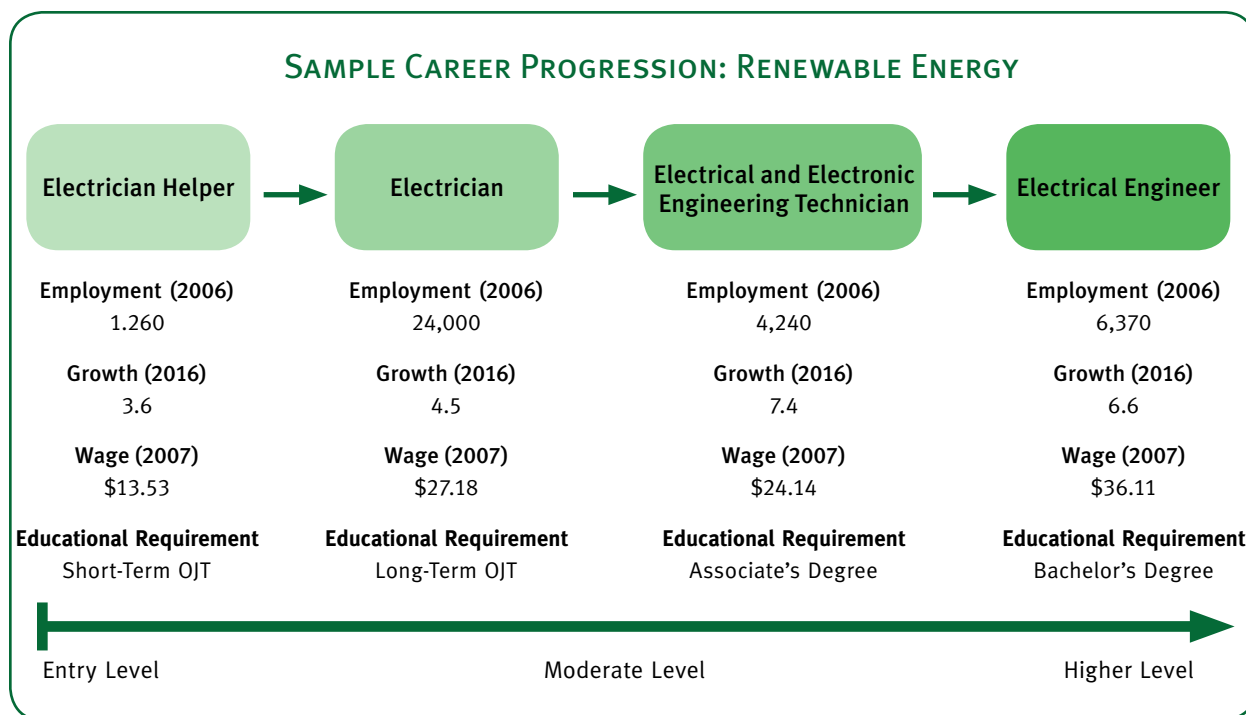 SAMPLE CAREER PROGRESSION: RENEWABLE ENERGY
Electrician Helper
Electrician
Electrical and Electronic
Engineering Technician
Electrical Engineer
Employment (2006)
1.260
Growth (2016)
3.6
Wage (2007)
$13.53
Educational Requirement
Short-Term OJT
Employment (2006)
24,000
Growth (2016)
4.5
Wage (2007)
$27.18
Educational Requirement
Long-Term OJT
Employment (2006)
4,240
Growth (2016)
7.4
Wage (2007)
$24.14
Educational Requirement
Associate's Degree
Employment (2006)
6,370
Growth (2016)
6.6
Wage (2007)
$36.11
Educational Requirement
Bachelor's Degree
Entry Level
Moderate Level
Higher Level